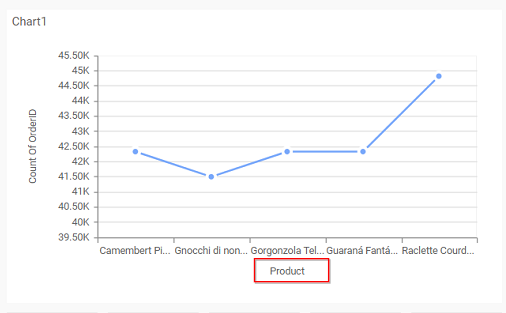 Chart1
45.50K
45K
44.50K
44K
43.50K
43K
42.50K
42K
41.50K
41K
40.50K
40K
39.50K
Count Of OrderID
Camembert Pi... Gnocchi di non... Gorgonzola Tel... Guaraná Fantá... Raclette Courd...
Product